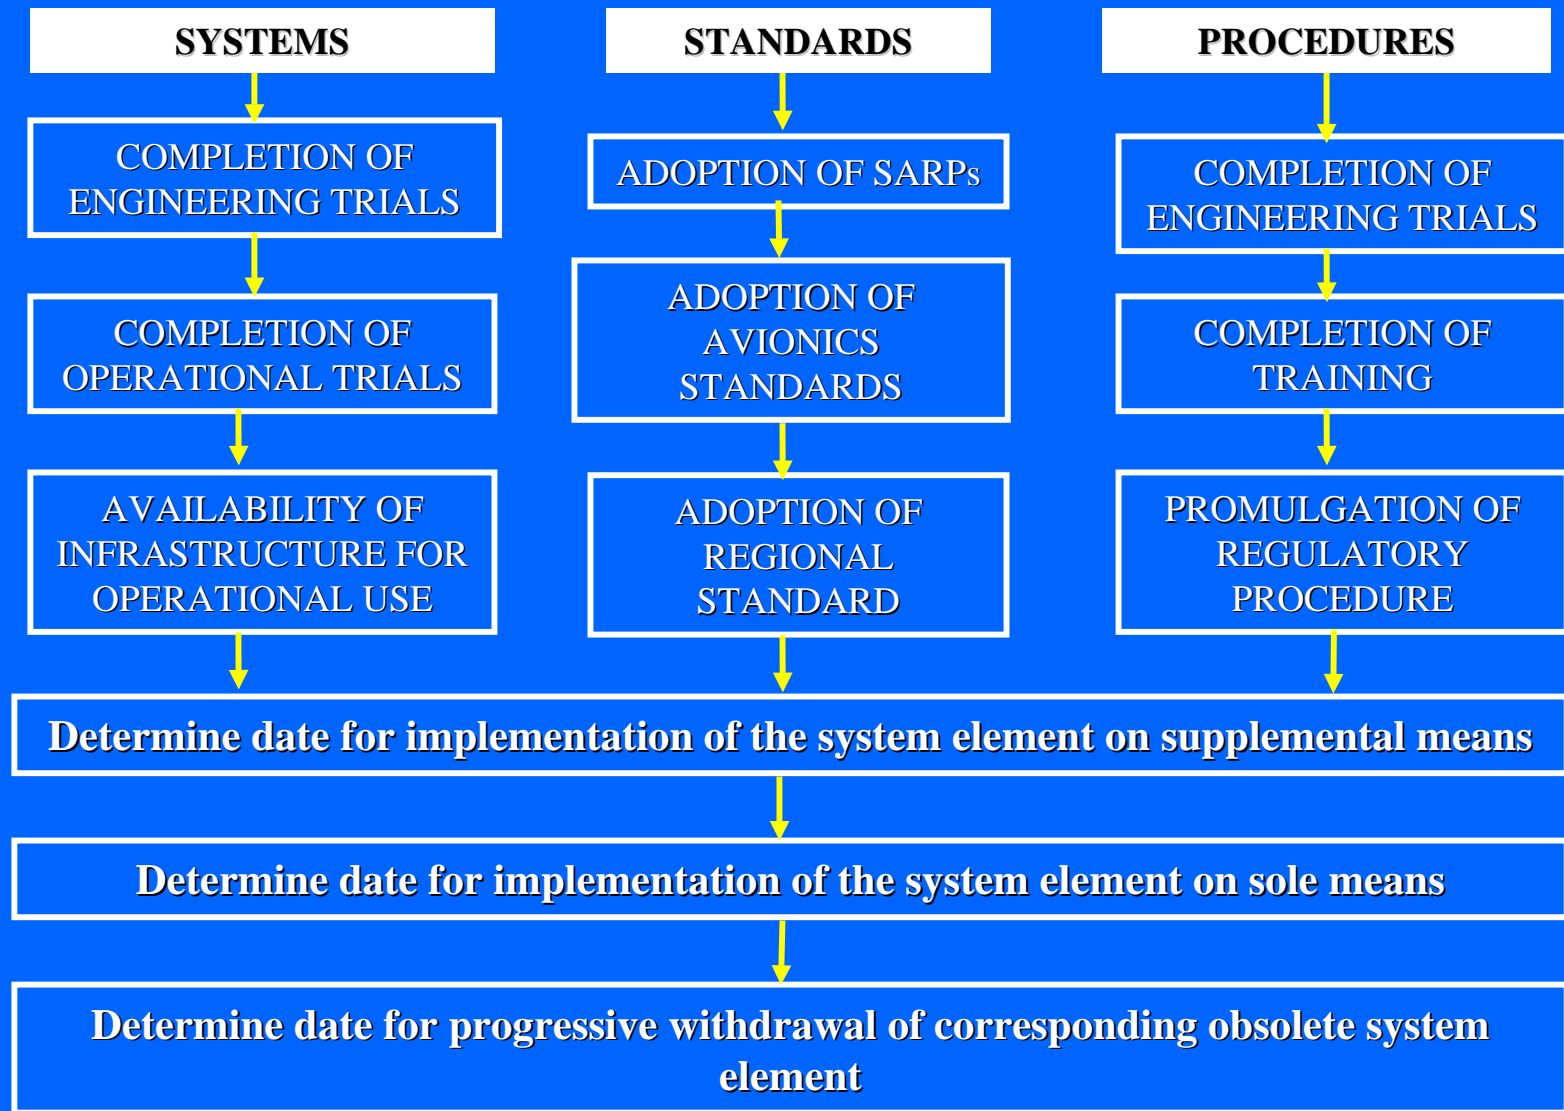 SYSTEMS
STANDARDS
PROCEDURES
COMPLETION OF
ENGINEERING TRIALS
ADOPTION OF SARPs
COMPLETION OF
ENGINEERING TRIALS
COMPLETION OF
OPERATIONAL TRIALS
ADOPTION OF
AVIONICS
STANDARDS
COMPLETION OF
TRAINING
AVAILABILITY OF
INFRASTRUCTURE FOR
OPERATIONAL USE
ADOPTION OF
REGIONAL
STANDARD
PROMULGATION OF
REGULATORY
PROCEDURE
Determine date for implementation of the system element on supplemental means
Determine date for implementation of the system element on sole means
Determine date for progressive withdrawal of corresponding obsolete system
element